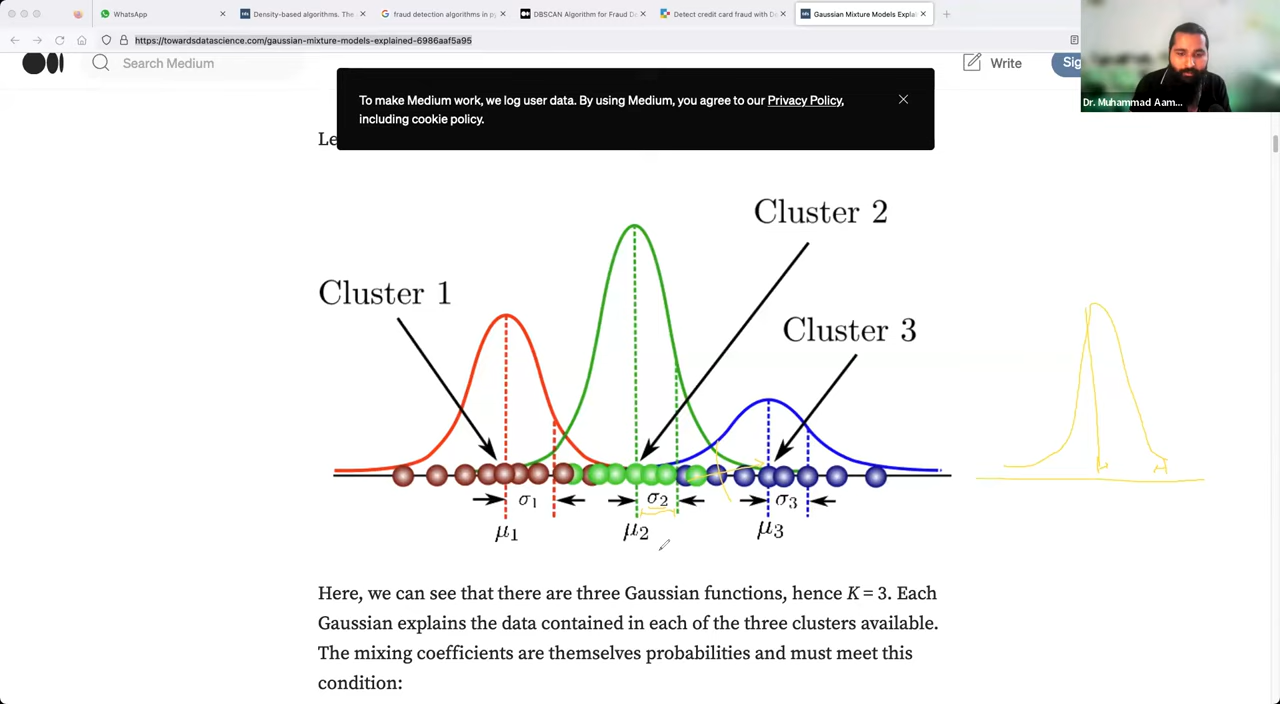 WhatsApp
Density-based algorithms. The
fraud detection algorithms in p
DBSCAN Algorithm for Fraud D
Detect credit card fraud with De
Gaussian Mixture Models Expl
https://towardsdatascience.com/gaussian-mixture-models-explained-6986aaf5a95
Search Medium
Write
Sig
Dr. Muhammad Aam...
To make Medium work, we log user data. By using Medium, you agree to our Privacy Policy,
including cookie policy.
Le
Cluster 2
Cluster 1
Cluster 3
σ1
σ2
σ3
μ1
μ2
μ3
Here, we can see that there are three Gaussian functions, hence K = 3. Each
Gaussian explains the data contained in each of the three clusters available.
The mixing coefficients are themselves probabilities and must meet this
condition: